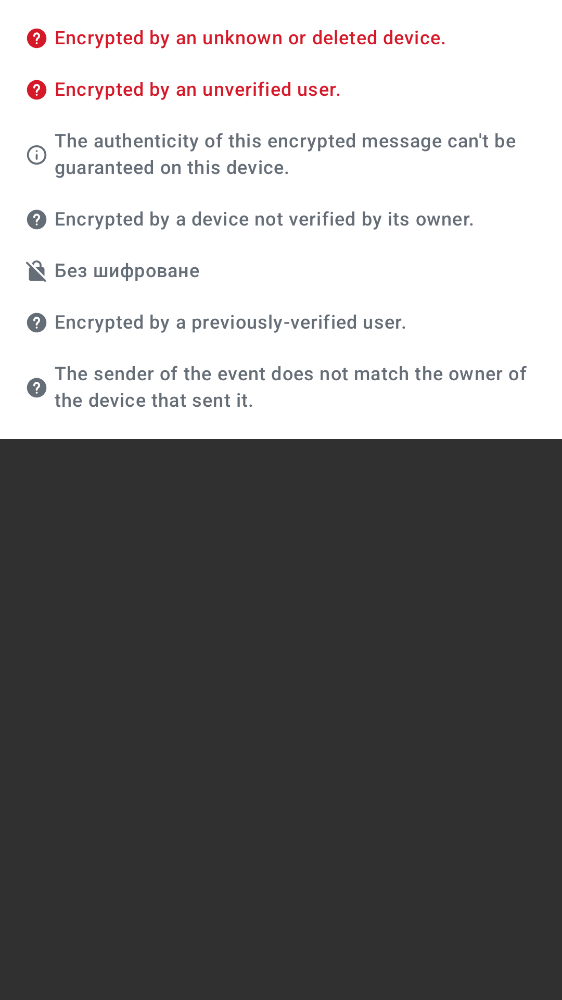 Encrypted by an unknown or deleted device.
Encrypted by an unverified user.
The authenticity of this encrypted message can't be
guaranteed on this device.
Encrypted by a device not verified by its owner.
Без шифроване
Encrypted by a previously-verified user.
The sender of the event does not match the owner of
the device that sent it.